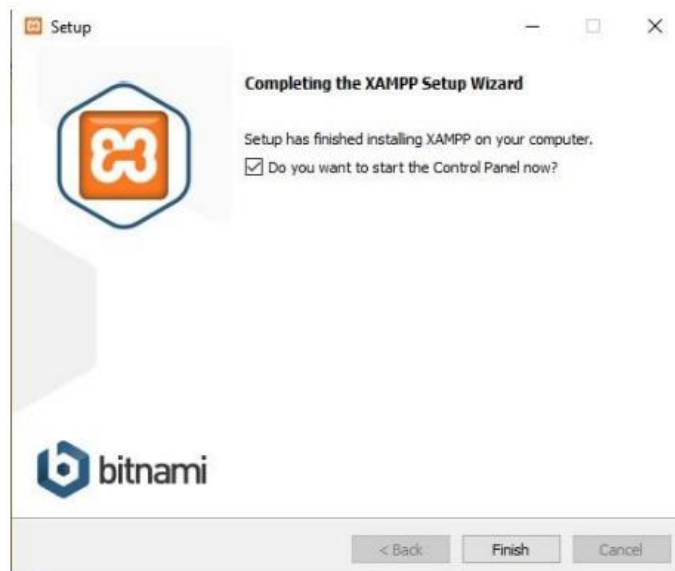 Setup
Completing the XAMPP Setup Wizard
Setup has finished installing XAMPP on your computer.
Do you want to start the Control Panel now?
bitnami
< Back
Finish
Cancel